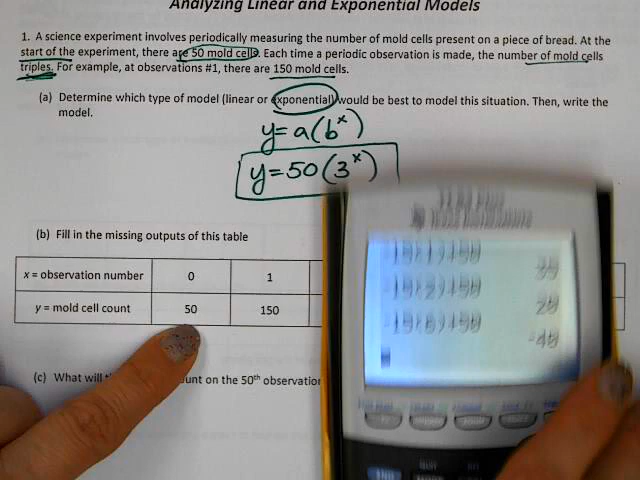 Analyzing Linear and Exponential Models
1. A science experiment involves periodically measuring the number of mold cells present on a piece of bread. At the
start of the experiment, there are 50 mold cells. Each time a periodic observation is made, the number of mold cells
triples. For example, at observations #1, there are 150 mold cells.
(a) Determine which type of model (linear or exponential) would be best to model this situation. Then, write the
model.
y=a(b^x)
y=50(3^x)
(b) Fill in the missing outputs of this table
x = observation number 0 1
y = mold cell count 50 150
(c) What will unt on the 50th observation